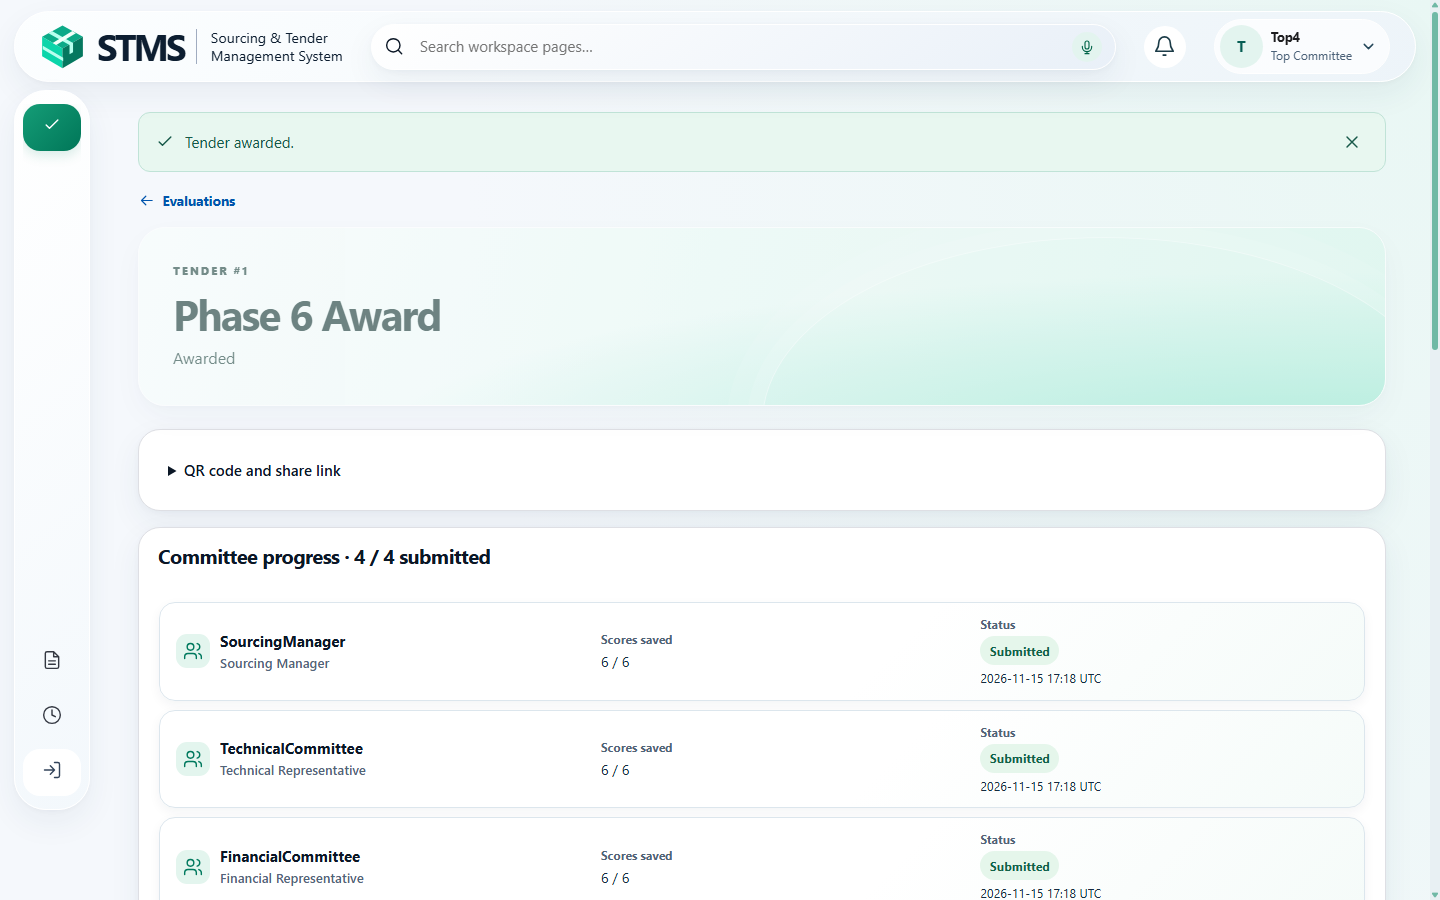 STMS
Sourcing & Tender
Management System
Search workspace pages...
T
Top4
Top Committee
Tender awarded.
Evaluations
TENDER #1
Phase 6 Award
Awarded
QR code and share link
Committee progress · 4 / 4 submitted
SourcingManager
Sourcing Manager
Scores saved
6 / 6
Status
Submitted
2026-11-15 17:18 UTC
TechnicalCommittee
Technical Representative
Scores saved
6 / 6
Status
Submitted
2026-11-15 17:18 UTC
FinancialCommittee
Financial Representative
Scores saved
6 / 6
Status
Submitted
2026-11-15 17:18 UTC